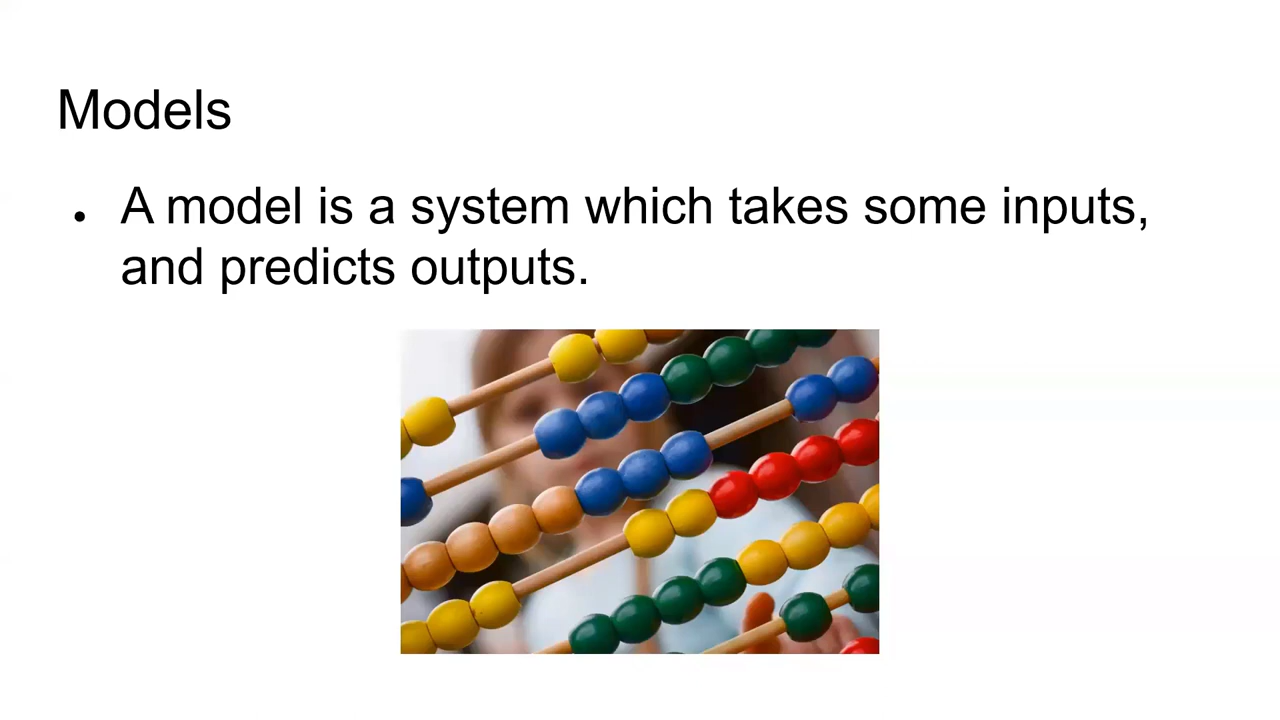 Models
• A model is a system which takes some inputs,
and predicts outputs.